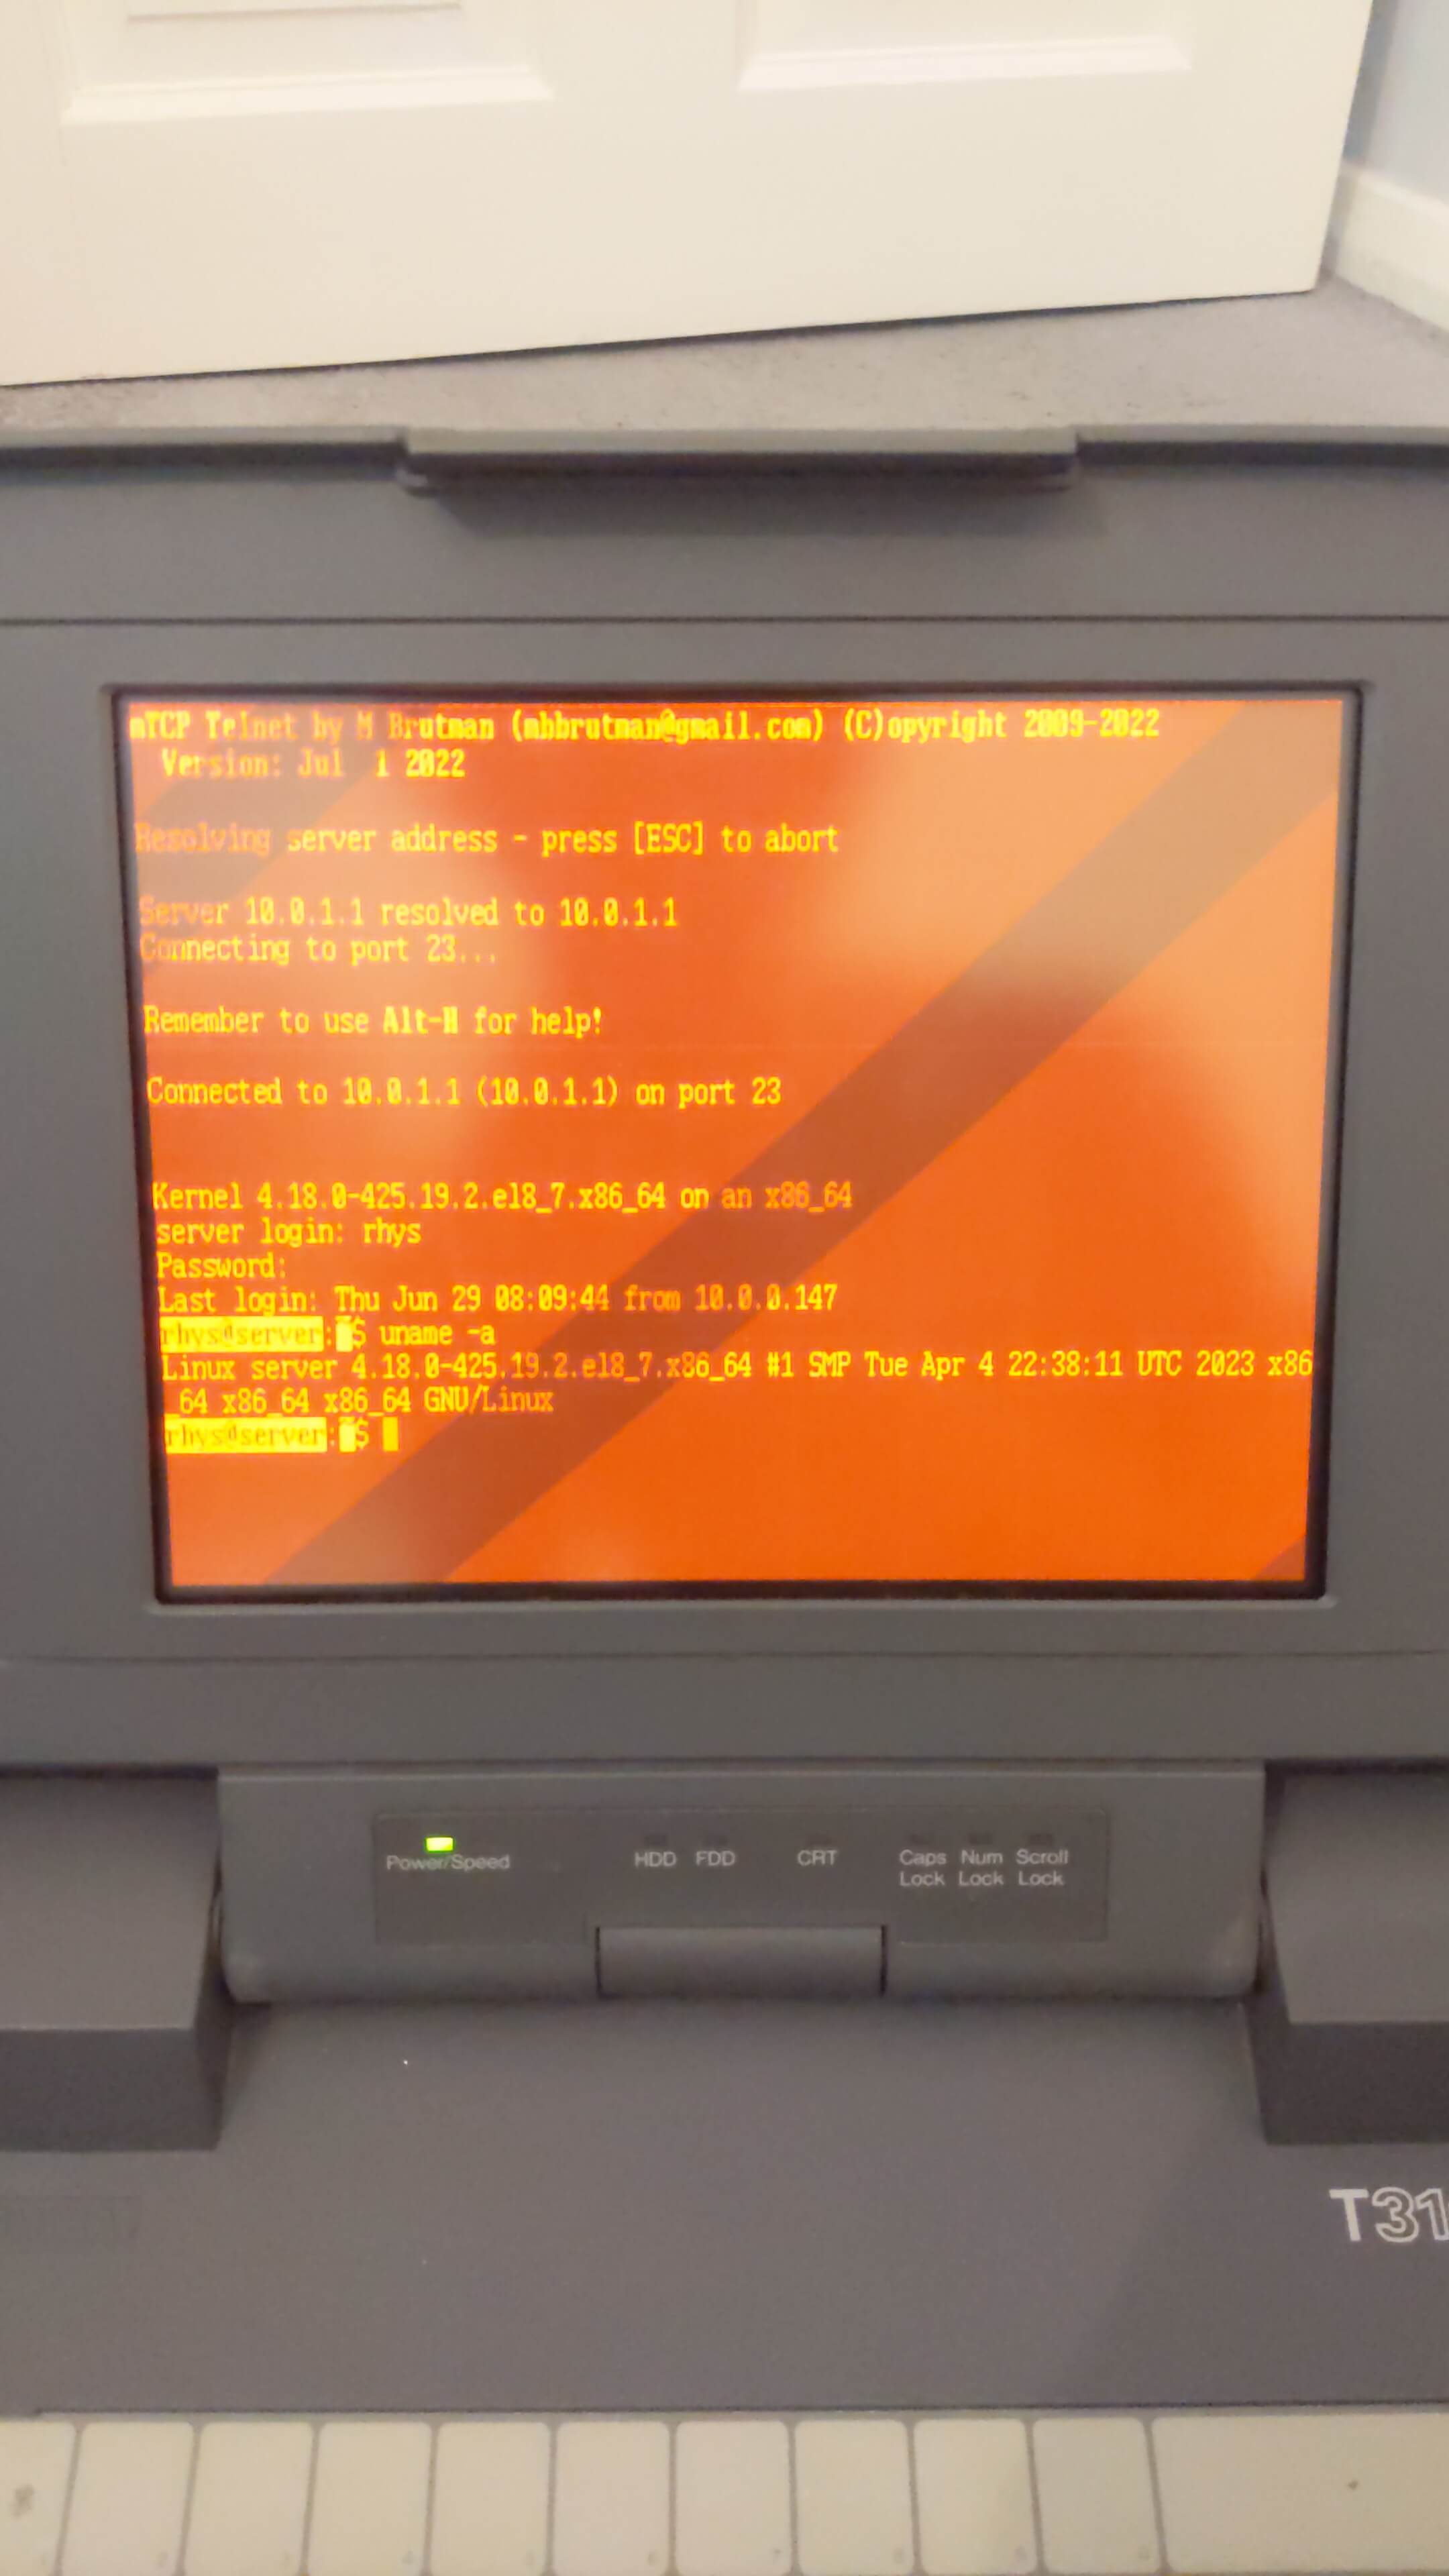 mTCP Telnet by M Brutman (mbbrutman@gmail.com) (C)opyright 2009-2022
Version: Jul  1 2022
Resolving server address - press [ESC] to abort
Server 10.0.1.1 resolved to 10.0.1.1
Connecting to port 23...
Remember to use Alt-H for help!
Connected to 10.0.1.1 (10.0.1.1) on port 23
Kernel 4.18.0-425.19.2.el8_7.x86_64 on an x86_64
server login: rhys
Password:
Last login: Thu Jun 29 08:09:44 from 10.0.0.147
rhys@server:~$ uname -a
Linux server 4.18.0-425.19.2.el8_7.x86_64 #1 SMP Tue Apr 4 22:38:11 UTC 2023 x86
_64 x86_64 x86_64 GNU/Linux
rhys@server:~$
Power/Speed HDD FDD CRT Caps Lock Num Lock Scroll Lock
T31